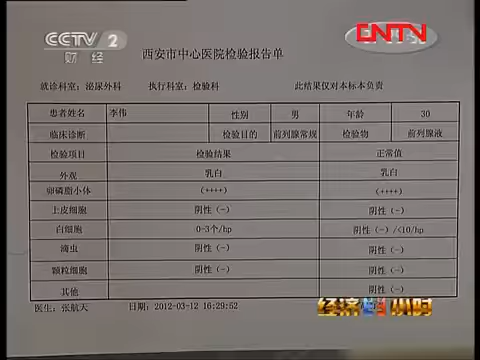 CCTV 2
财经
CNTV
西安市中心医院检验报告单
就诊科室：泌尿外科 执行科室：检验科 此结果仅对本标本负责
患者姓名 李伟 性别 男 年龄 30
临床诊断 检验目的 前列腺常规 检验物 前列腺液
检验项目 检验结果 正常值
外观 乳白 乳白
卵磷脂小体 (++++) (++++)
上皮细胞 阴性(-) 阴性(-)
白细胞 0-3个/hp 阴性(-)/<10/hp
滴虫 阴性(-) 阴性(-)
颗粒细胞 阴性(-) 阴性(-)
其他 阴性(-)
医生：张航天 日期：2012-03-12 16:29:52
经济 小时